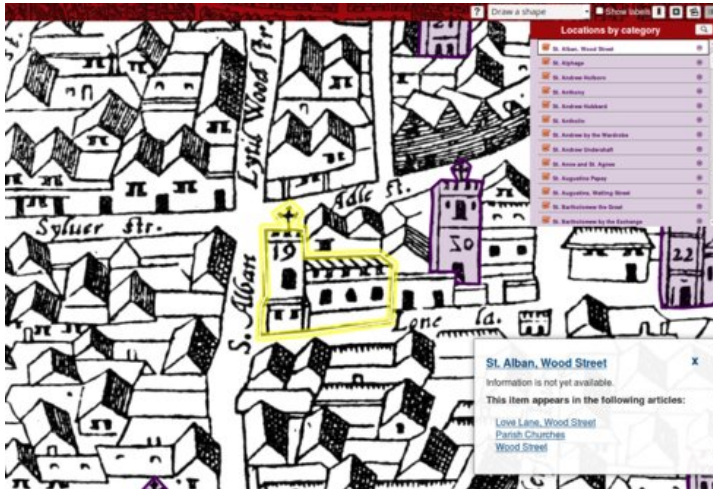 ? Draw a shape Show labels
Locations by category
St. Alban, Wood Street
St. Alphage
St. Andrew Holborn
St. Anthony
St. Andrew Hubbard
St. Antholin
St. Andrew by the Wardrobe
St. Andrew Undershaft
St. Anne and St. Agnes
St. Augustine Papey
St. Augustine, Watling Street
St. Bartholomew the Great
St. Bartholomew by the Exchange
21
Lytil Wood stre
Adle st.
Syluer str.
19
20
22
S. Alban
Lone la.
St. Alban, Wood Street x
Information is not yet available.
This item appears in the following articles:
Love Lane, Wood Street
Parish Churches
Wood Street